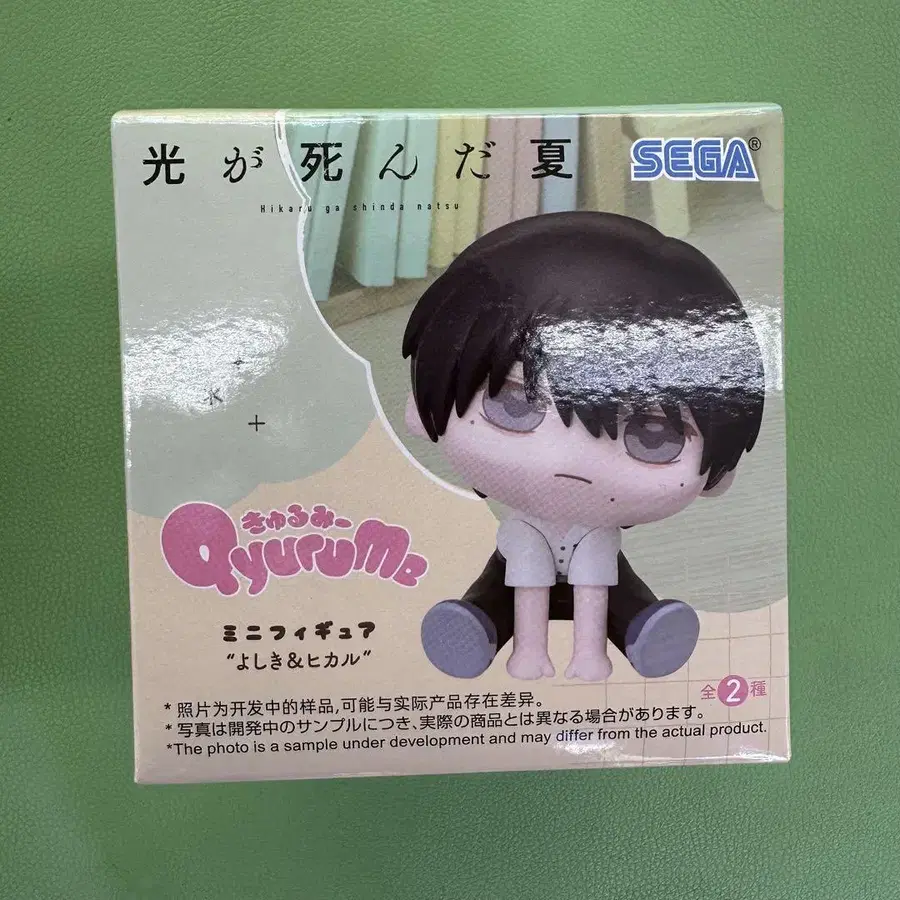 光が死んだ夏
SEGA®
Hikaru ga shinda natsu
K
+
きゅるみー
QyuruMe
ミニフィギュア
“よしき&ヒカル”
全2種
* 照片为开发中的样品,可能与实际产品存在差异。
* 写真は開発中のサンプルにつき、実際の商品とは異なる場合があります。
*The photo is a sample under development and may differ from the actual product.